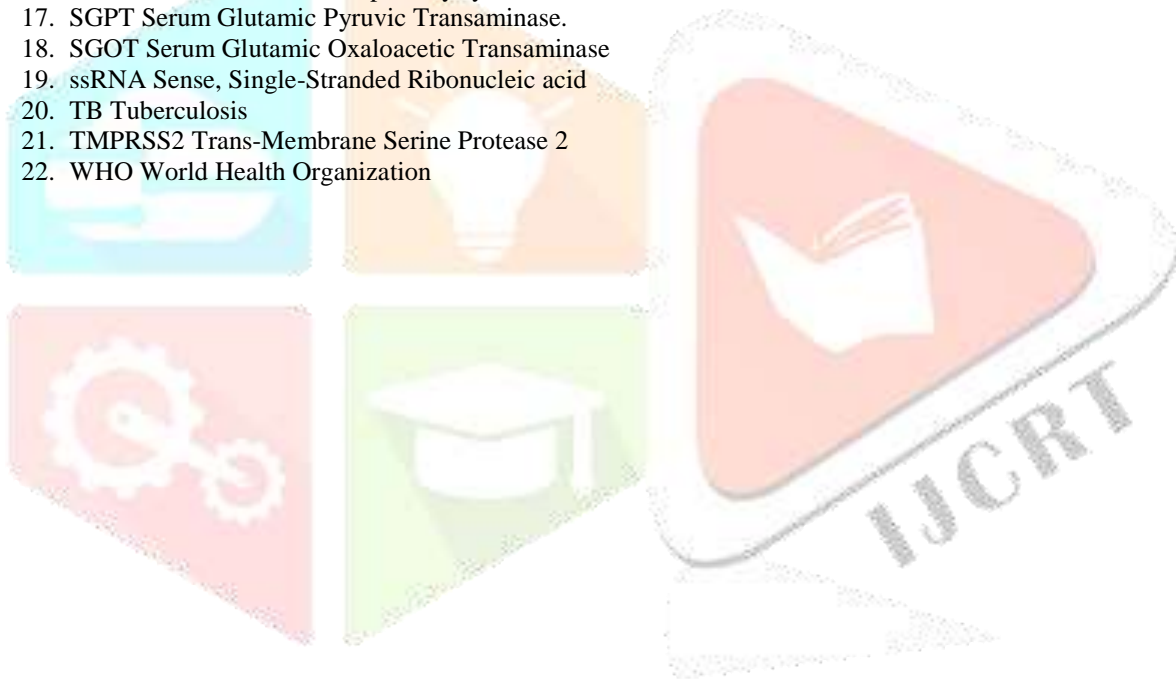 17. SGPT Serum Glutamic Pyruvic Transaminase.
18. SGOT Serum Glutamic Oxaloacetic Transaminase
19. ssRNA Sense, Single-Stranded Ribonucleic acid
20. TB Tuberculosis
21. TMPRSS2 Trans-Membrane Serine Protease 2
22. WHO World Health Organization
IJCRT